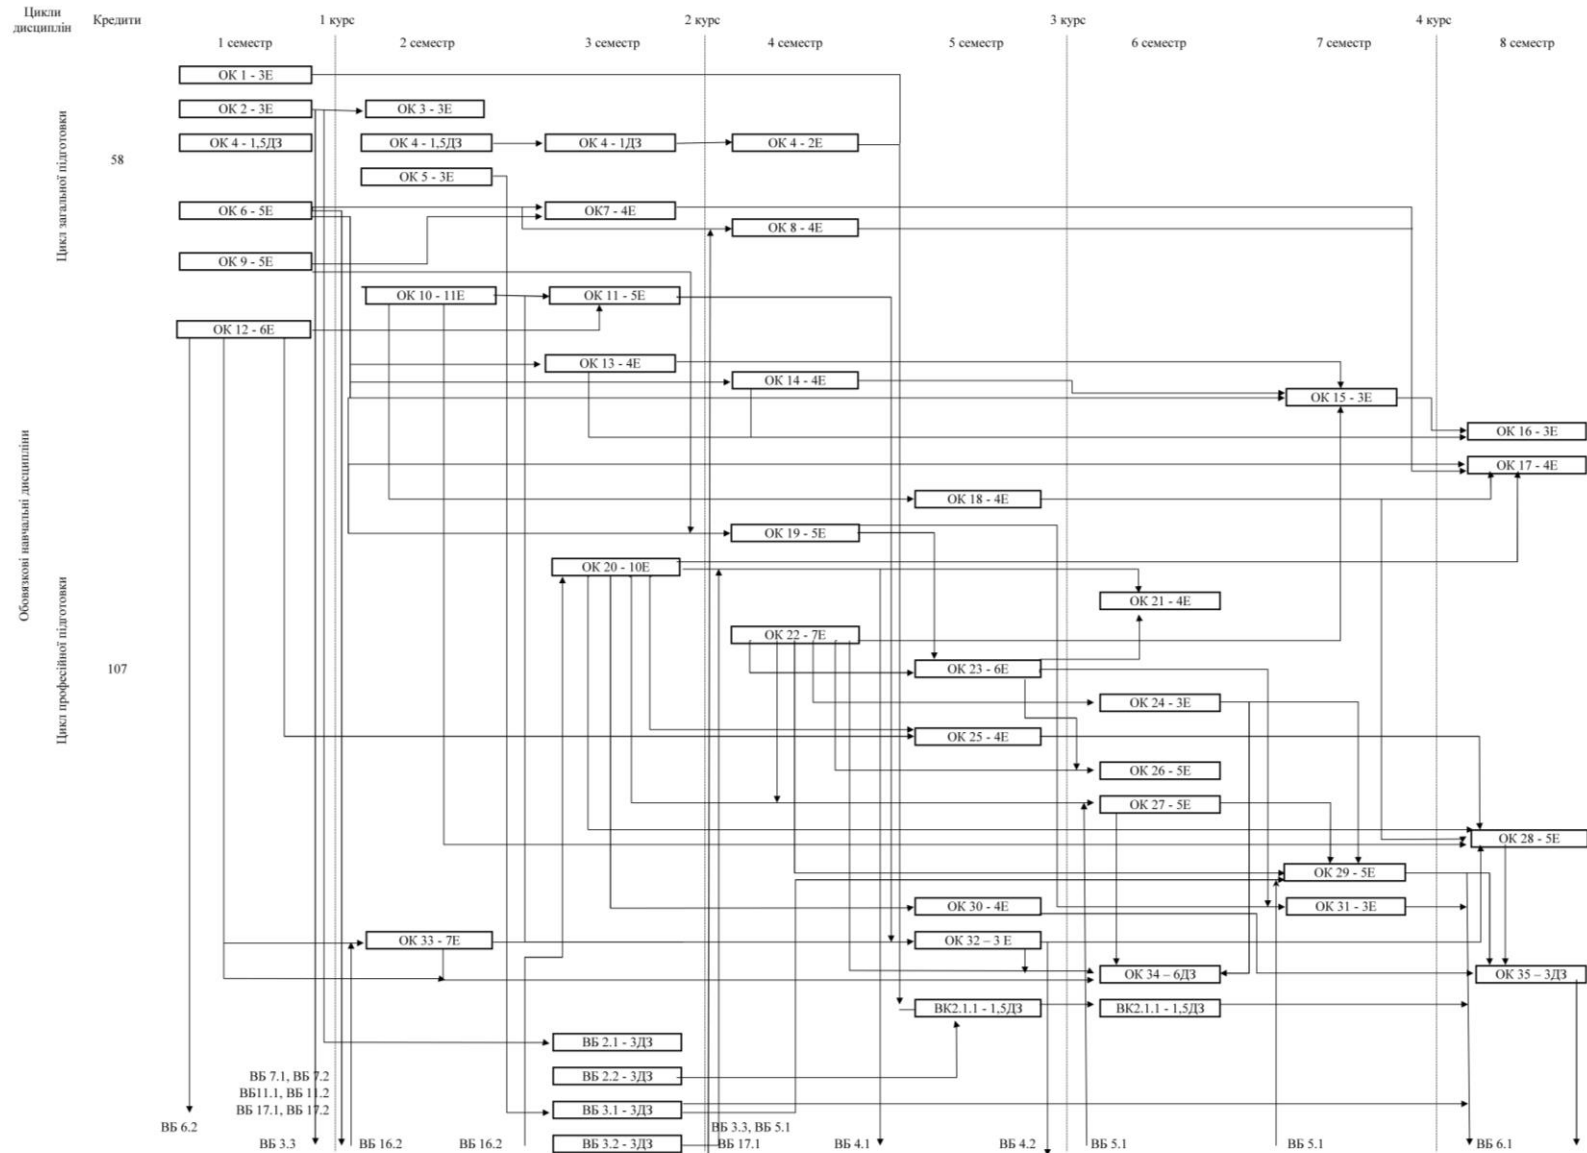 Цикли
дисциплін
Кредити
1 курс
2 курс
3 курс
4 курс
1 семестр
2 семестр
3 семестр
4 семестр
5 семестр
6 семестр
7 семестр
8 семестр
Обовязкові навчальні дисципліни
Цикл загальної підготовки
58
Цикл професійної підготовки
107
ОК 1 - 3Е
ОК 2 - 3Е
ОК 3 - 3Е
ОК 4 - 1,5ДЗ
ОК 4 - 1,5ДЗ
ОК 4 - 1ДЗ
ОК 4 - 2Е
ОК 5 - 3Е
ОК 6 - 5Е
ОК7 - 4Е
ОК 8 - 4Е
ОК 9 - 5Е
ОК 10 - 11Е
ОК 11 - 5Е
ОК 12 - 6Е
ОК 13 - 4Е
ОК 14 - 4Е
ОК 15 - 3Е
ОК 16 - 3Е
ОК 17 - 4Е
ОК 18 - 4Е
ОК 19 - 5Е
ОК 20 - 10Е
ОК 21 - 4Е
ОК 22 - 7Е
ОК 23 - 6Е
ОК 24 - 3Е
ОК 25 - 4Е
ОК 26 - 5Е
ОК 27 - 5Е
ОК 28 - 5Е
ОК 29 - 5Е
ОК 30 - 4Е
ОК 31 - 3Е
ОК 33 - 7Е
ОК 32 – 3 Е
ОК 34 – 6ДЗ
ОК 35 – 3ДЗ
ВК2.1.1 - 1,5ДЗ
ВК2.1.1 - 1,5ДЗ
ВБ 2.1 - 3ДЗ
ВБ 2.2 - 3ДЗ
ВБ 7.1, ВБ 7.2
ВБ11.1, ВБ 11.2
ВБ 17.1, ВБ 17.2
ВБ 3.1 - 3ДЗ
ВБ 6.2
ВБ 3.3, ВБ 5.1
ВБ 3.3
ВБ 16.2
ВБ 16.2
ВБ 3.2 - 3ДЗ
ВБ 17.1
ВБ 4.1
ВБ 4.2
ВБ 5.1
ВБ 5.1
ВБ 6.1